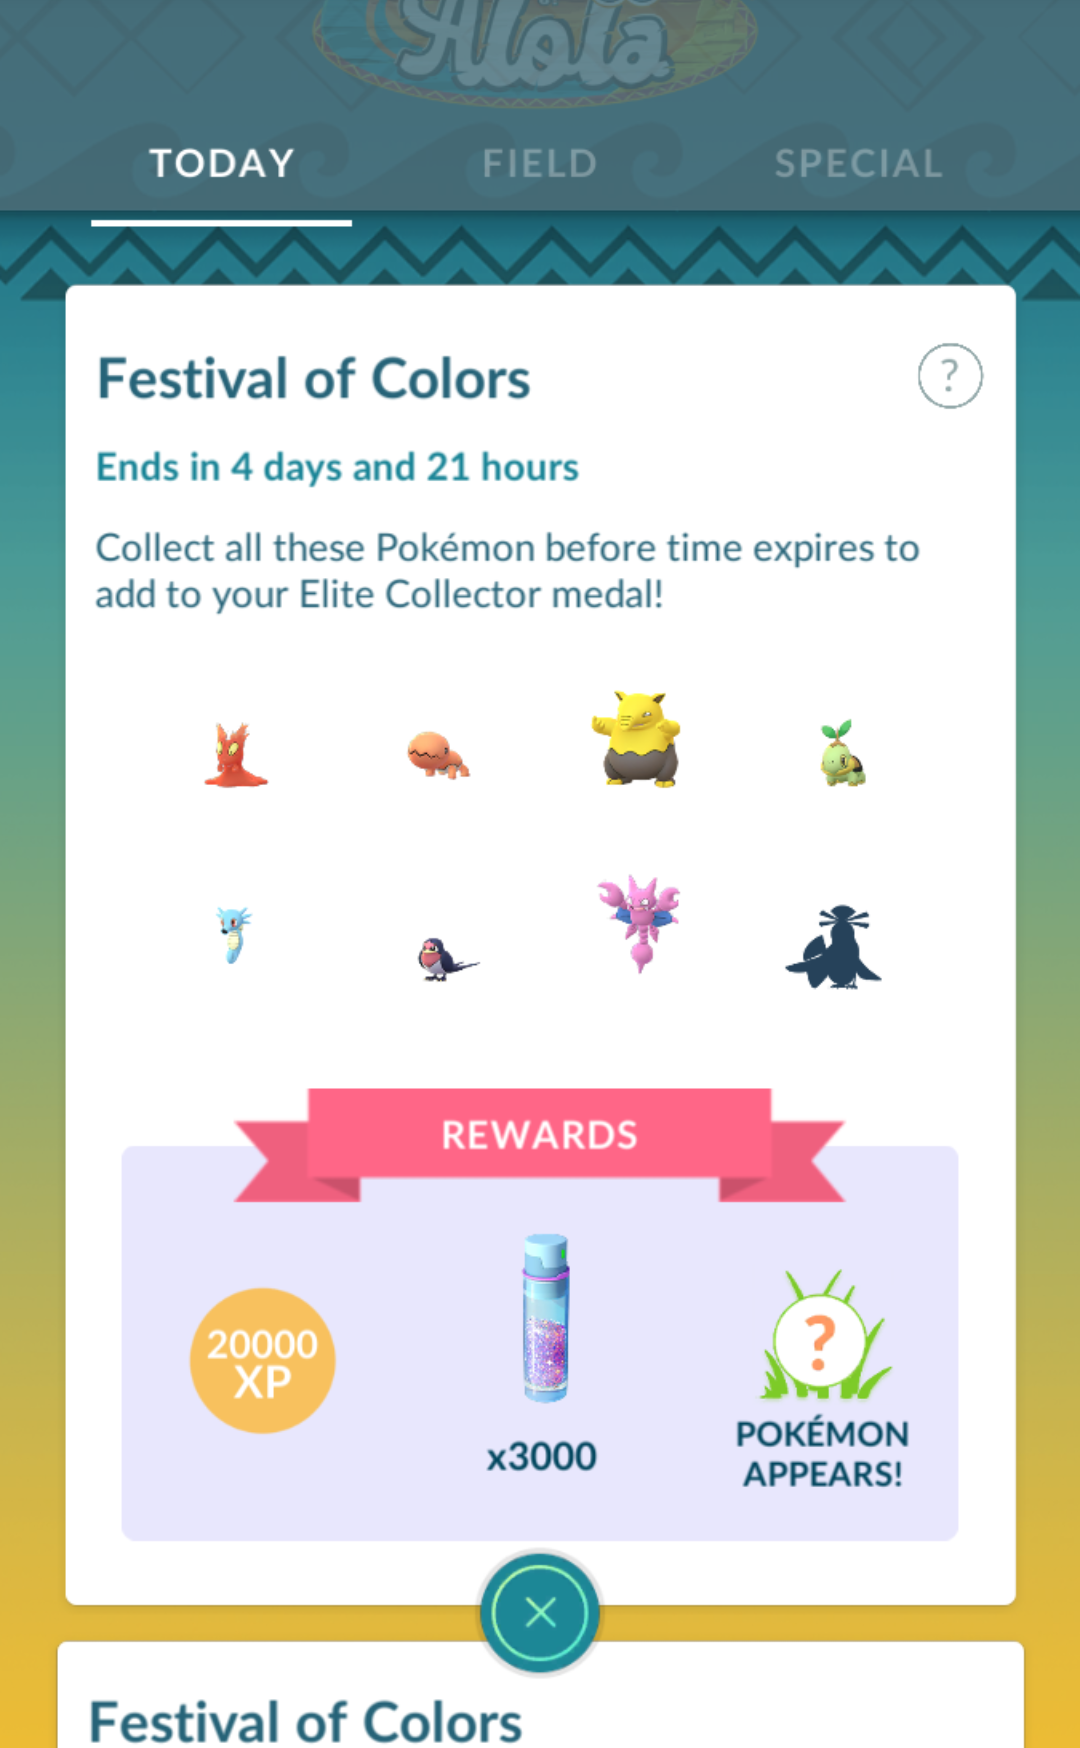 Alola
TODAY
FIELD
SPECIAL
Festival of Colors
?
Ends in 4 days and 21 hours
Collect all these Pokémon before time expires to
add to your Elite Collector medal!
REWARDS
20000
XP
x3000
?
POKÉMON
APPEARS!
Festival of Colors